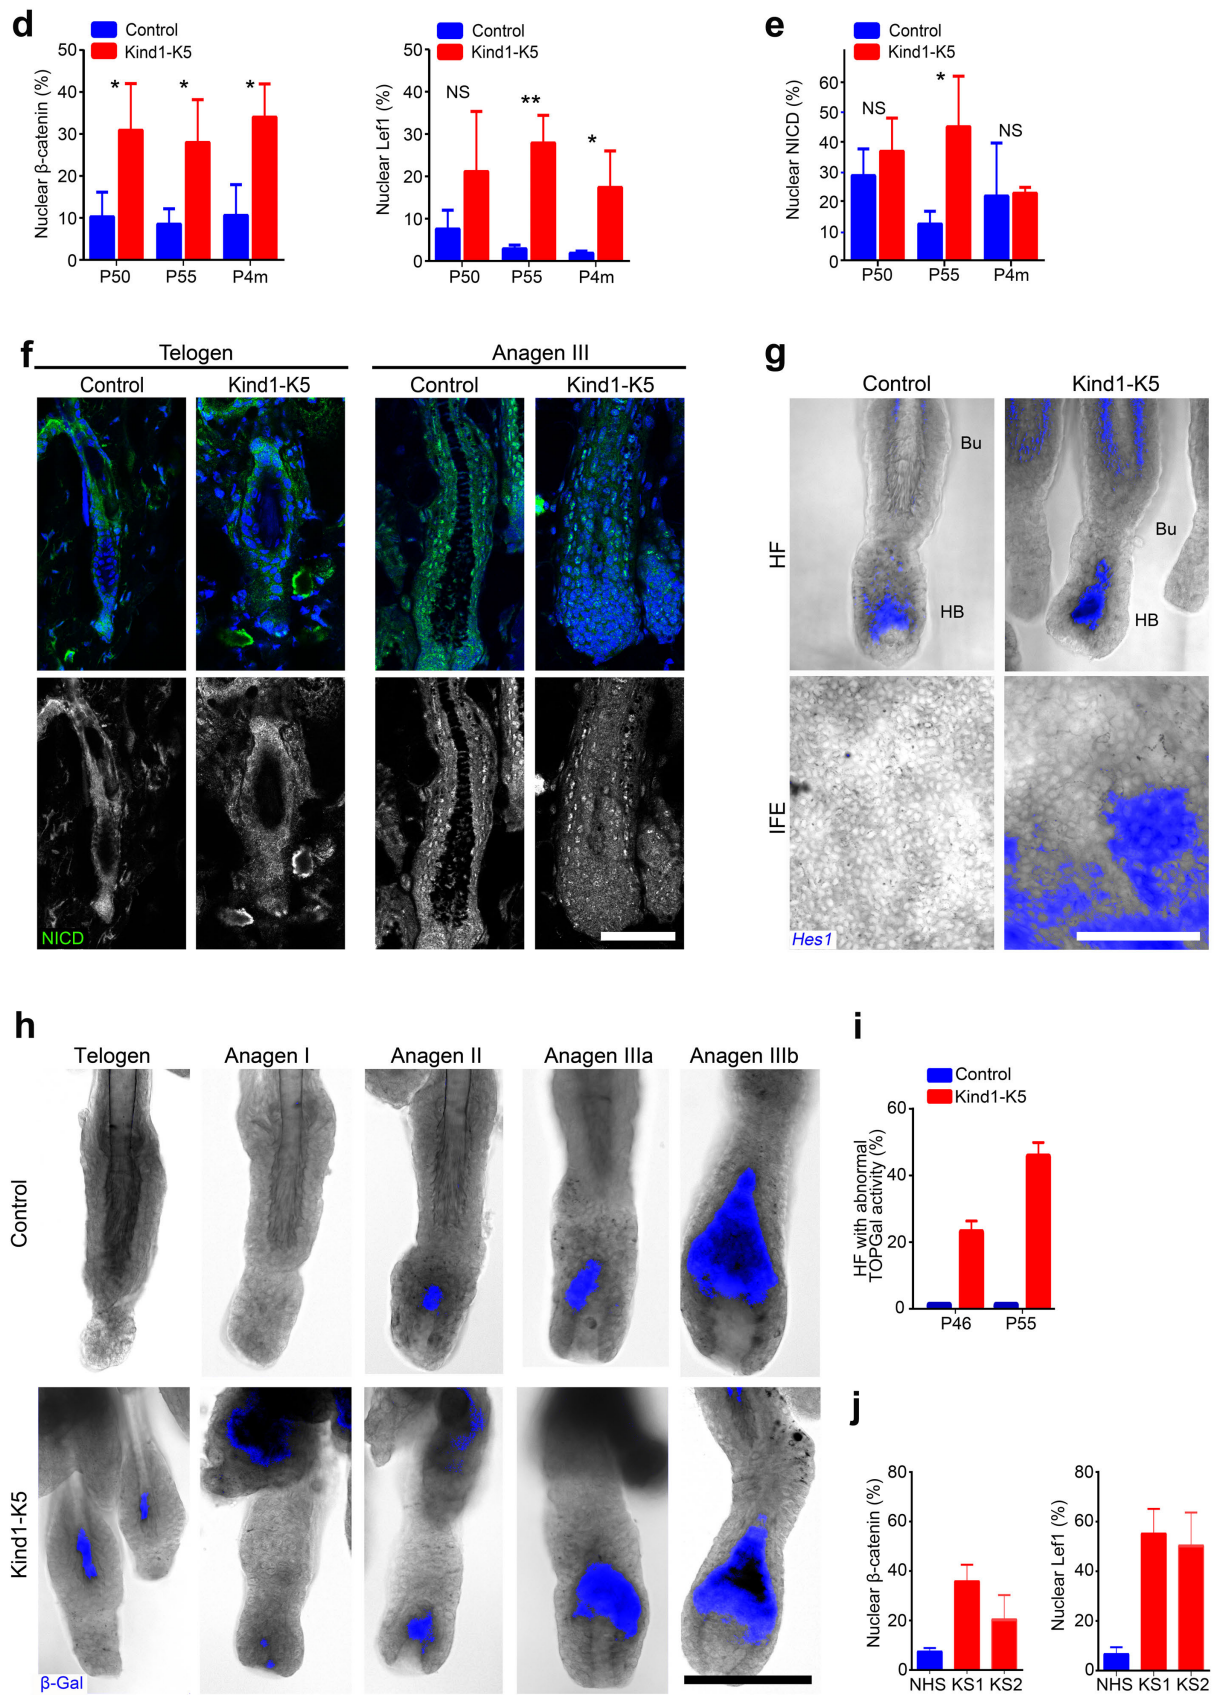 d
Control
Kind1-K5
Nuclear β-catenin (%)
50
40
30
20
10
0
*
*
*
P50
P55
P4m
Control
Kind1-K5
Nuclear Lef1 (%)
50
40
30
20
10
0
NS
**
*
P50
P55
P4m
e
Control
Kind1-K5
Nuclear NICD (%)
60
50
40
30
20
10
0
NS
*
NS
P50
P55
P4m
f
Telogen
Anagen III
Control
Kind1-K5
Control
Kind1-K5
NICD
g
Control
Kind1-K5
HF
Bu
HB
Bu
HB
IFE
Hes1
h
Telogen
Anagen I
Anagen II
Anagen IIIa
Anagen IIIb
Control
Kind1-K5
β-Gal
i
Control
Kind1-K5
HF with abnormal
TOPGal activity (%)
60
40
20
0
P46
P55
j
Nuclear β-catenin (%)
80
60
40
20
0
NHS KS1 KS2
Nuclear Lef1 (%)
80
60
40
20
0
NHS KS1 KS2